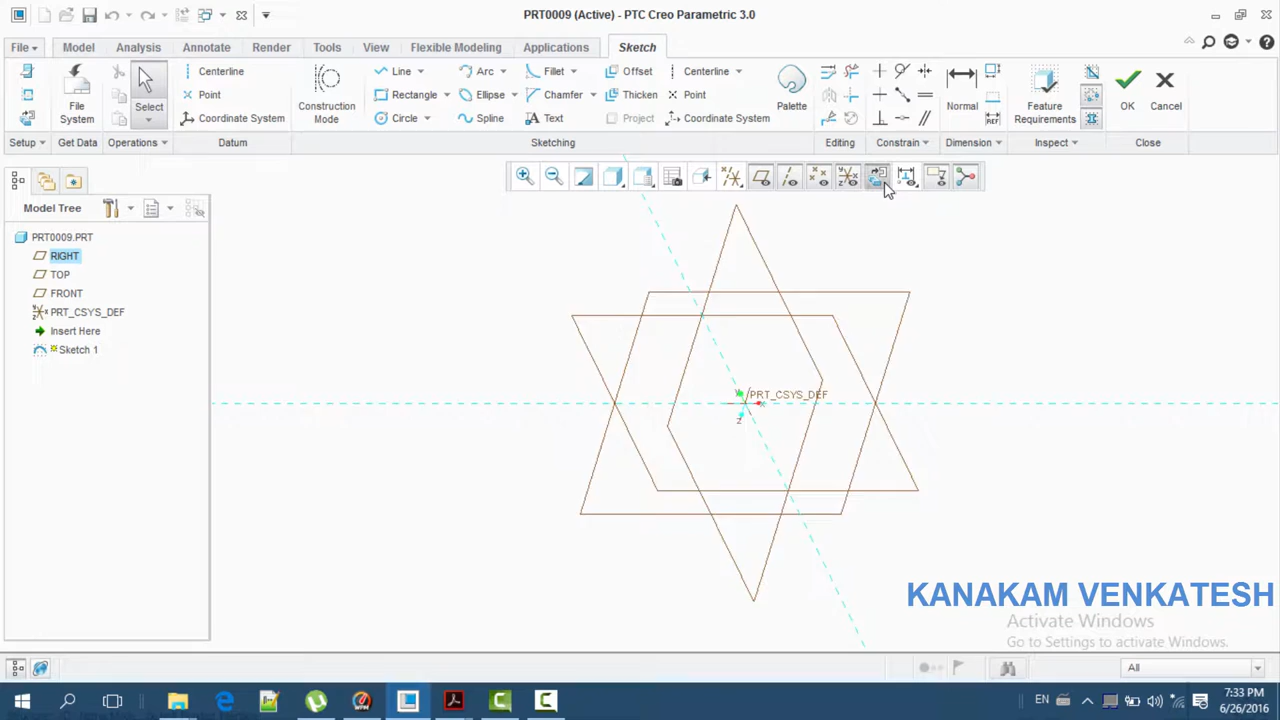 PRT0009 (Active) - PTC Creo Parametric 3.0
File Model Analysis Annotate Render Tools View Flexible Modeling Applications Sketch
File System
Select
Centerline
Point
Coordinate System
Construction Mode
Line Arc Fillet Offset Centerline
Rectangle Ellipse Chamfer Thicken Point
Circle Spline Text Project Coordinate System
Palette
Normal
REF
Feature Requirements
OK
Cancel
Setup Get Data Operations Datum Sketching Editing Constrain Dimension Inspect Close
Model Tree
PRT0009.PRT
RIGHT
TOP
FRONT
PRT_CSYS_DEF
Insert Here
Sketch 1
PRT_CSYS_DEF
x
z
KANAKAM VENKATESH
Activate Windows
Go to Settings to activate Windows.
All
EN
7:33 PM
6/26/2016